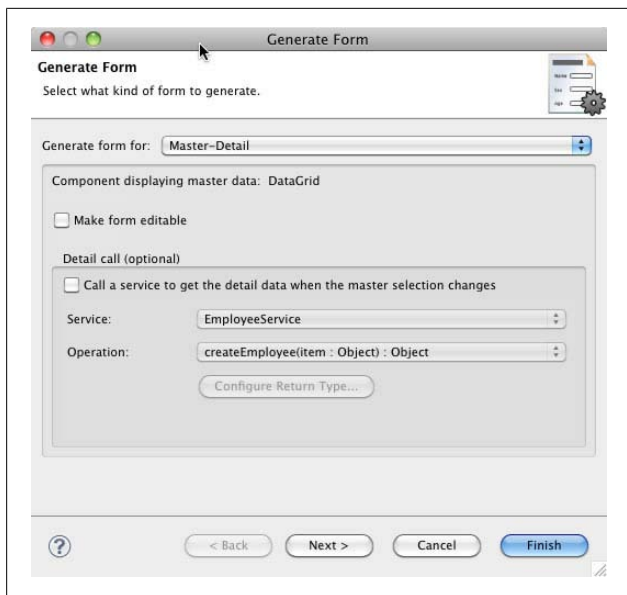 Generate Form
Generate Form
Select what kind of form to generate.
Generate form for: Master-Detail
Component displaying master data: DataGrid
Make form editable
Detail call (optional)
Call a service to get the detail data when the master selection changes
Service: EmployeeService
Operation: createEmployee(item : Object) : Object
Configure Return Type...
? < Back Next > Cancel Finish